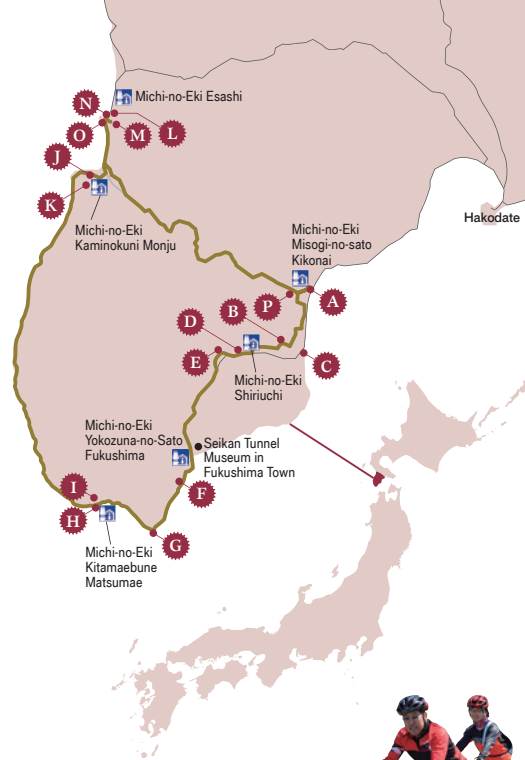 Michi-no-Eki Esashi
N
O
M
L
J
K
Michi-no-Eki
Kaminokuni Monju
Hakodate
Michi-no-Eki
Misogi-no-sato
Kikonai
P
A
B
D
E
C
Michi-no-Eki
Shiriuchi
Michi-no-Eki
Yokozuna-no-Sato
Fukushima
Seikan Tunnel
Museum in
Fukushima Town
I
F
H
G
Michi-no-Eki
Kitamaebune
Matsumae